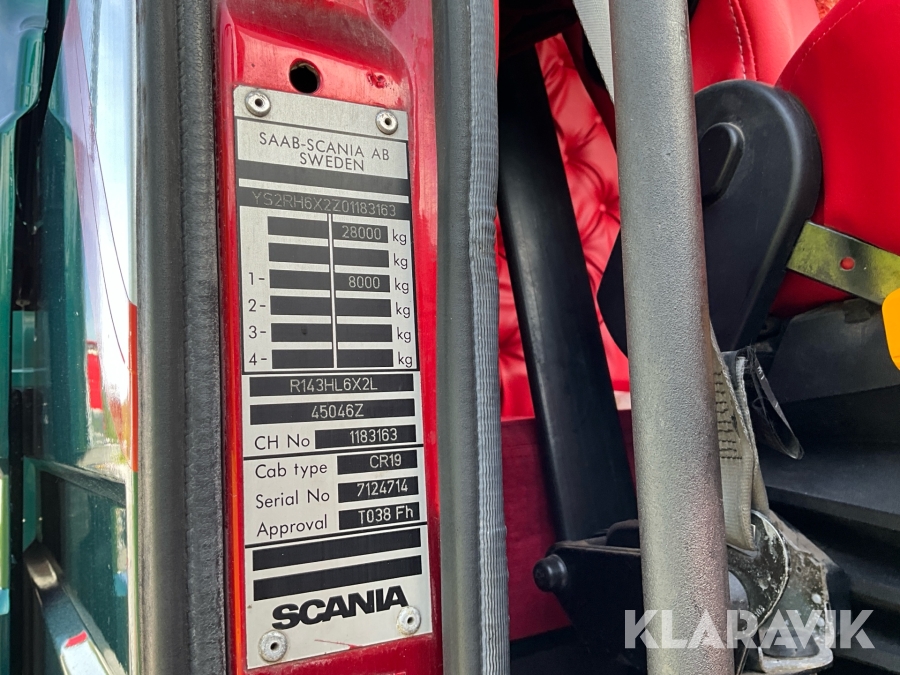 SAAB-SCANIA AB
SWEDEN
YS2RH6X2Z01183163
28000 kg
kg
1- 8000 kg
2- kg
3- kg
4- kg
R143HL6X2L
45046Z
CH No 1183163
Cab type CR19
Serial No 7124714
Approval T038 Fh
SCANIA
KLARAVIK